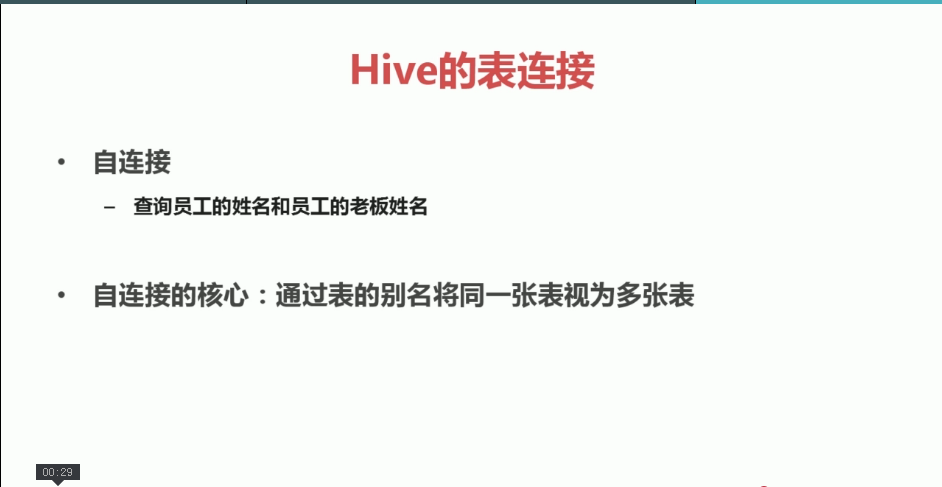 Hive的表连接
• 自连接
– 查询员工的姓名和员工的老板姓名
• 自连接的核心：通过表的别名将同一张表视为多张表
00:29